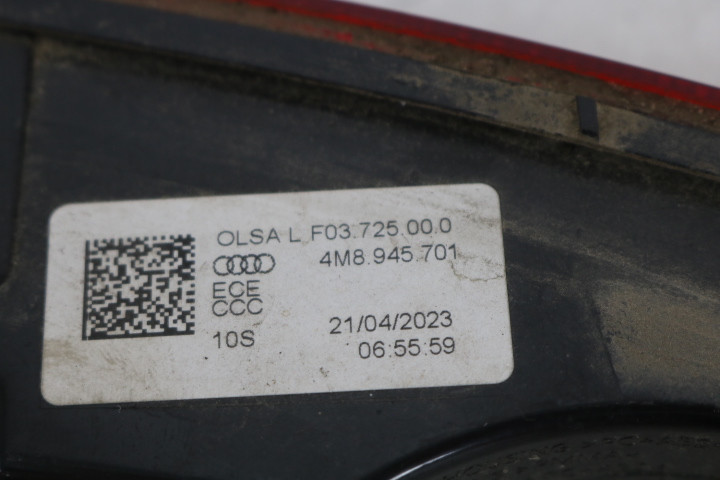 OLSA L F03.725.00.0
4M8.945.701
ECE
CCC
10S
21/04/2023
06:55:59